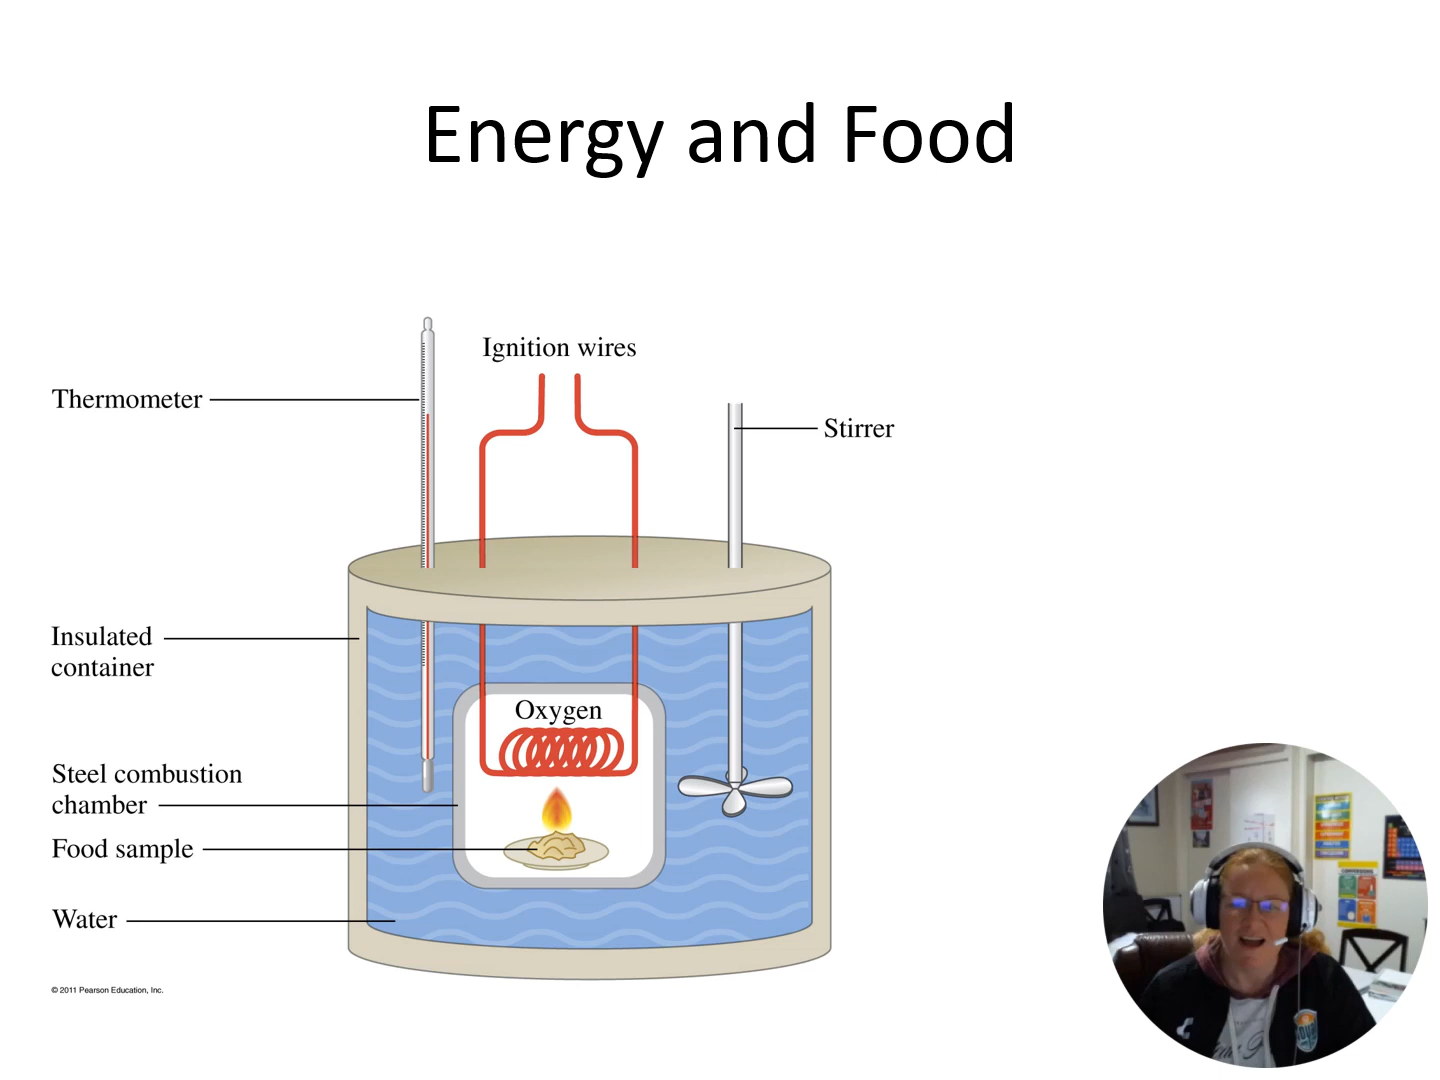 Energy and Food
Ignition wires
Thermometer
Stirrer
Insulated
container
Oxygen
Steel combustion
chamber
Food sample
Water
© 2011 Pearson Education, Inc.